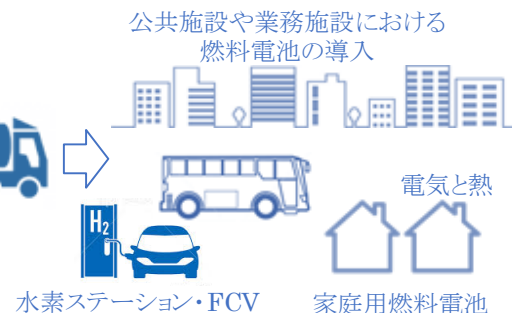 公共施設や業務施設における
燃料電池の導入
電気と熱
H2
水素ステーション・FCV
家庭用燃料電池